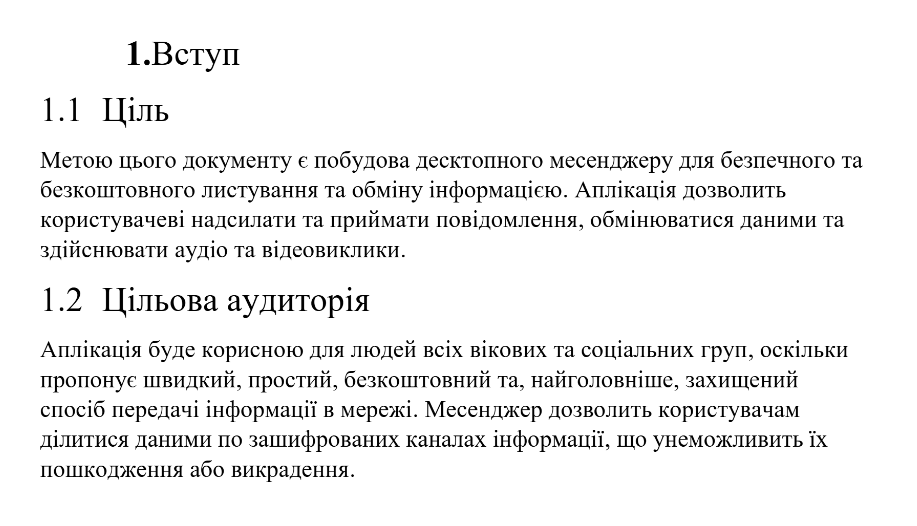 1.Вступ
1.1 Ціль
Метою цього документу є побудова десктопного месенджеру для безпечного та
безкоштовного листування та обміну інформацією. Аплікація дозволить
користувачеві надсилати та приймати повідомлення, обмінюватися даними та
здійснювати аудіо та відеовиклики.
1.2 Цільова аудиторія
Аплікація буде корисною для людей всіх вікових та соціальних груп, оскільки
пропонує швидкий, простий, безкоштовний та, найголовніше, захищений
спосіб передачі інформації в мережі. Месенджер дозволить користувачам
ділитися даними по зашифрованих каналах інформації, що унеможливить їх
пошкодження або викрадення.